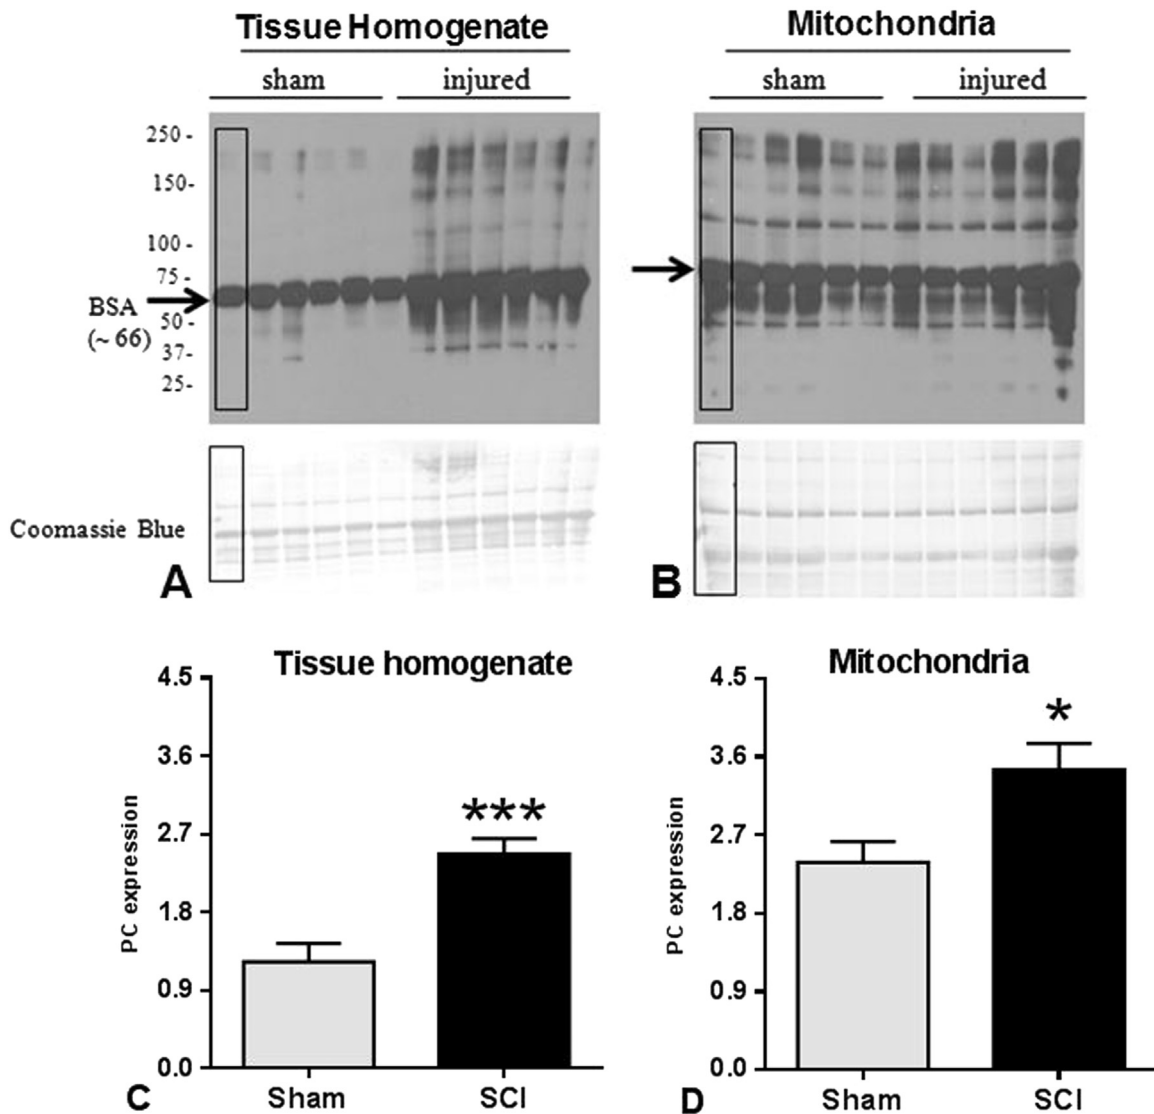 Tissue Homogenate
sham injured
250 -
150-
100 -
75 -
BSA
(~ 66)
50 -
37-
25-
Coomassie Blue
A
Mitochondria
sham injured
B
Tissue homogenate
4.5
***
3.6
2.7
1.8
0.9
0.0
PC expression
Sham SCI
C
Mitochondria
4.5
*
3.6
2.7
1.8
0.9
0.0
PC expression
Sham SCI
D